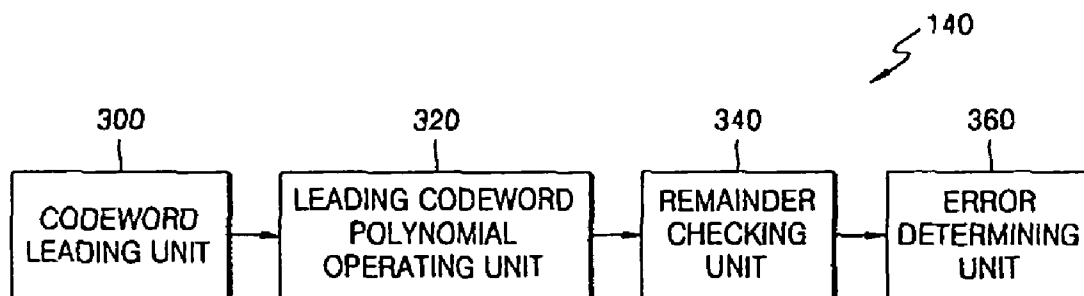 140
300
320
340
360
CODEWORD
LEADING UNIT
LEADING CODEWORD
POLYNOMIAL
OPERATING UNIT
REMAINDER
CHECKING
UNIT
ERROR
DETERMINING
UNIT